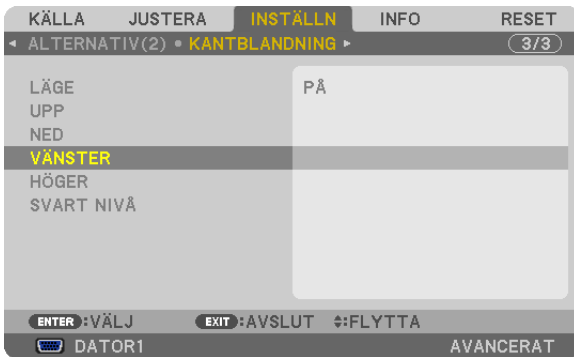 KÄLLA JUSTERA INSTÄLLN INFO RESET
ALTERNATIV(2) • KANTBLANDNING 3/3
LÄGE PÅ
UPP
NED
VÄNSTER
HÖGER
SVART NIVÅ
ENTER :VÄLJ EXIT :AVSLUT :FLYTTA
DATOR1 AVANCERAT